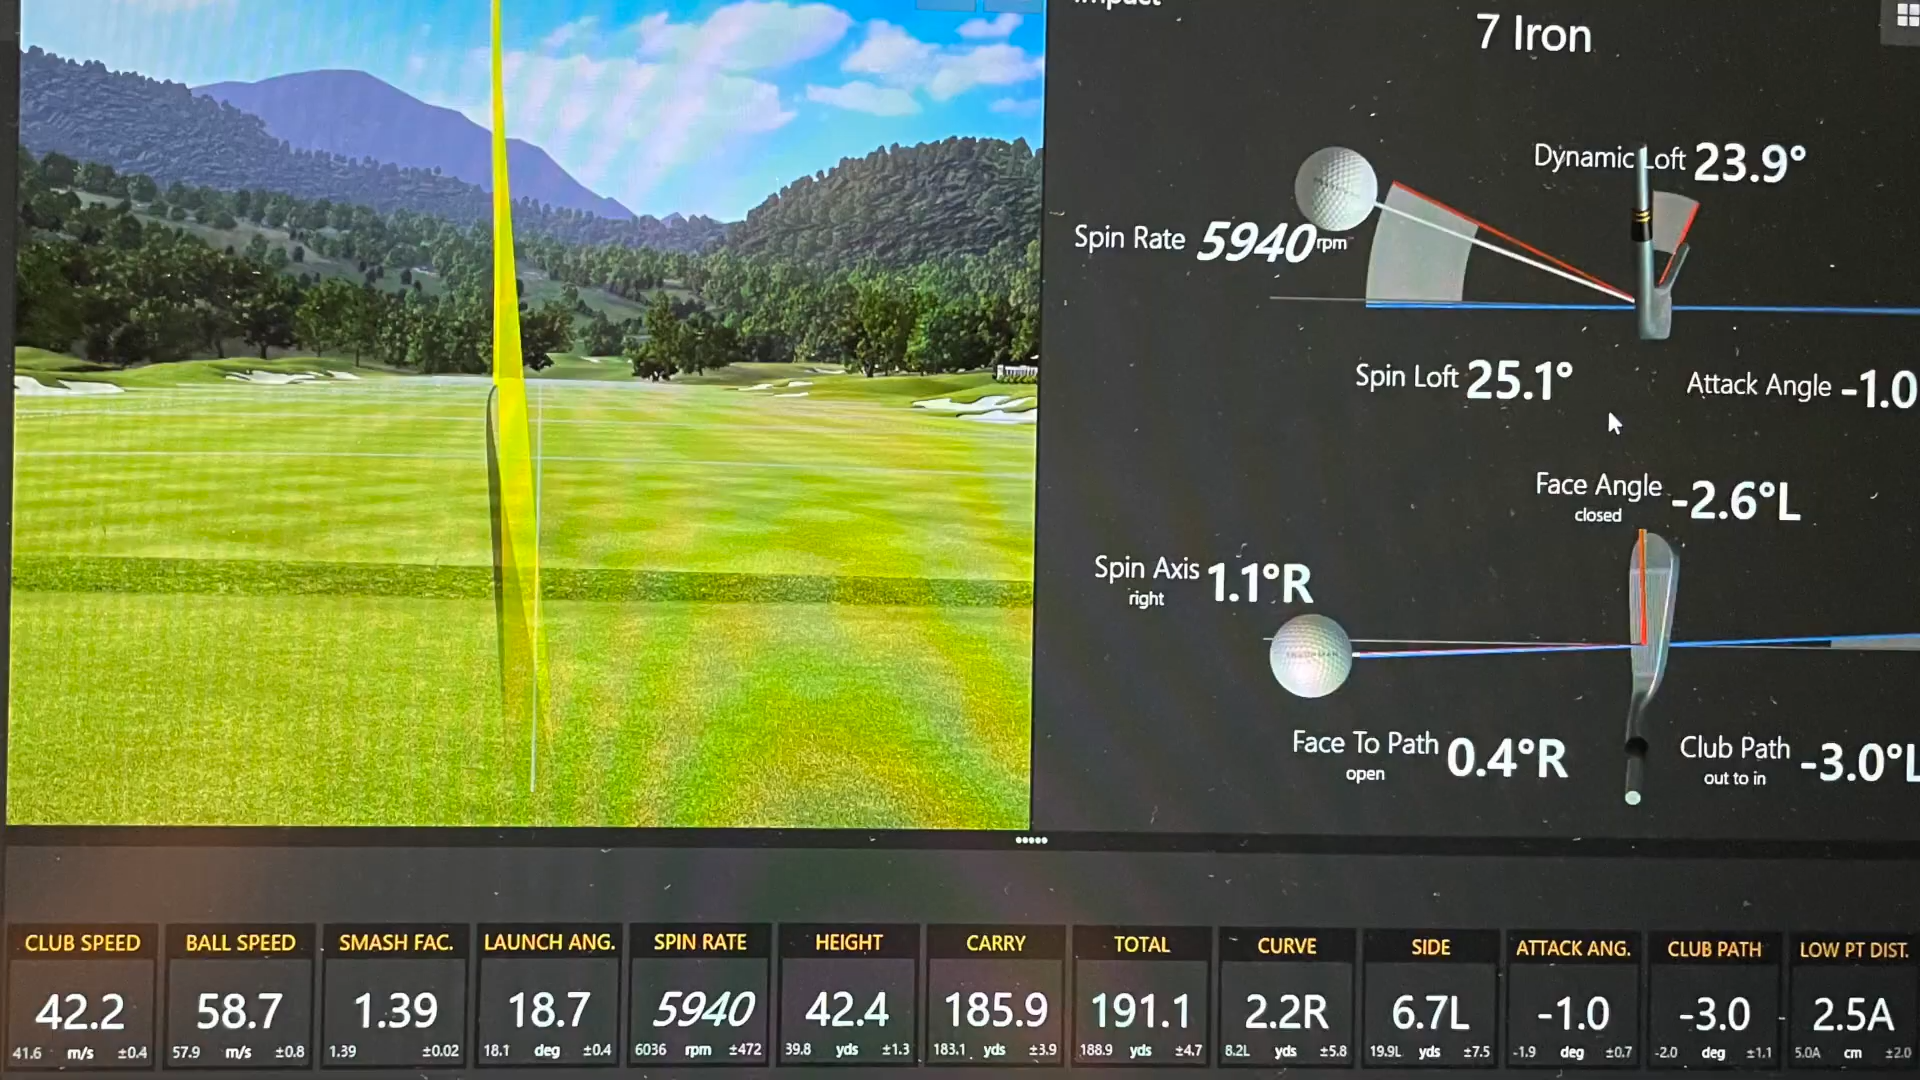 7 Iron
Dynamic Loft 23.9°
Spin Rate 5940 rpm
Spin Loft 25.1°
Attack Angle -1.0
Face Angle -2.6°L
closed
Spin Axis 1.1°R
right
Face To Path 0.4°R
open
Club Path -3.0°L
out to in
CLUB SPEED BALL SPEED SMASH FAC. LAUNCH ANG. SPIN RATE HEIGHT CARRY TOTAL CURVE SIDE ATTACK ANG. CLUB PATH LOW PT DIST.
42.2 58.7 1.39 18.7 5940 42.4 185.9 191.1 2.2R 6.7L -1.0 -3.0 2.5A
41.6 m/s ±0.4 57.9 m/s ±0.8 1.39 ±0.02 18.1 deg ±0.4 6036 rpm ±472 39.8 yds ±1.3 183.1 yds ±3.9 188.9 yds ±4.7 8.2L yds ±5.8 19.9L yds ±7.5 -1.9 deg ±0.7 -2.0 deg ±1.1 5.0A cm ±2.0